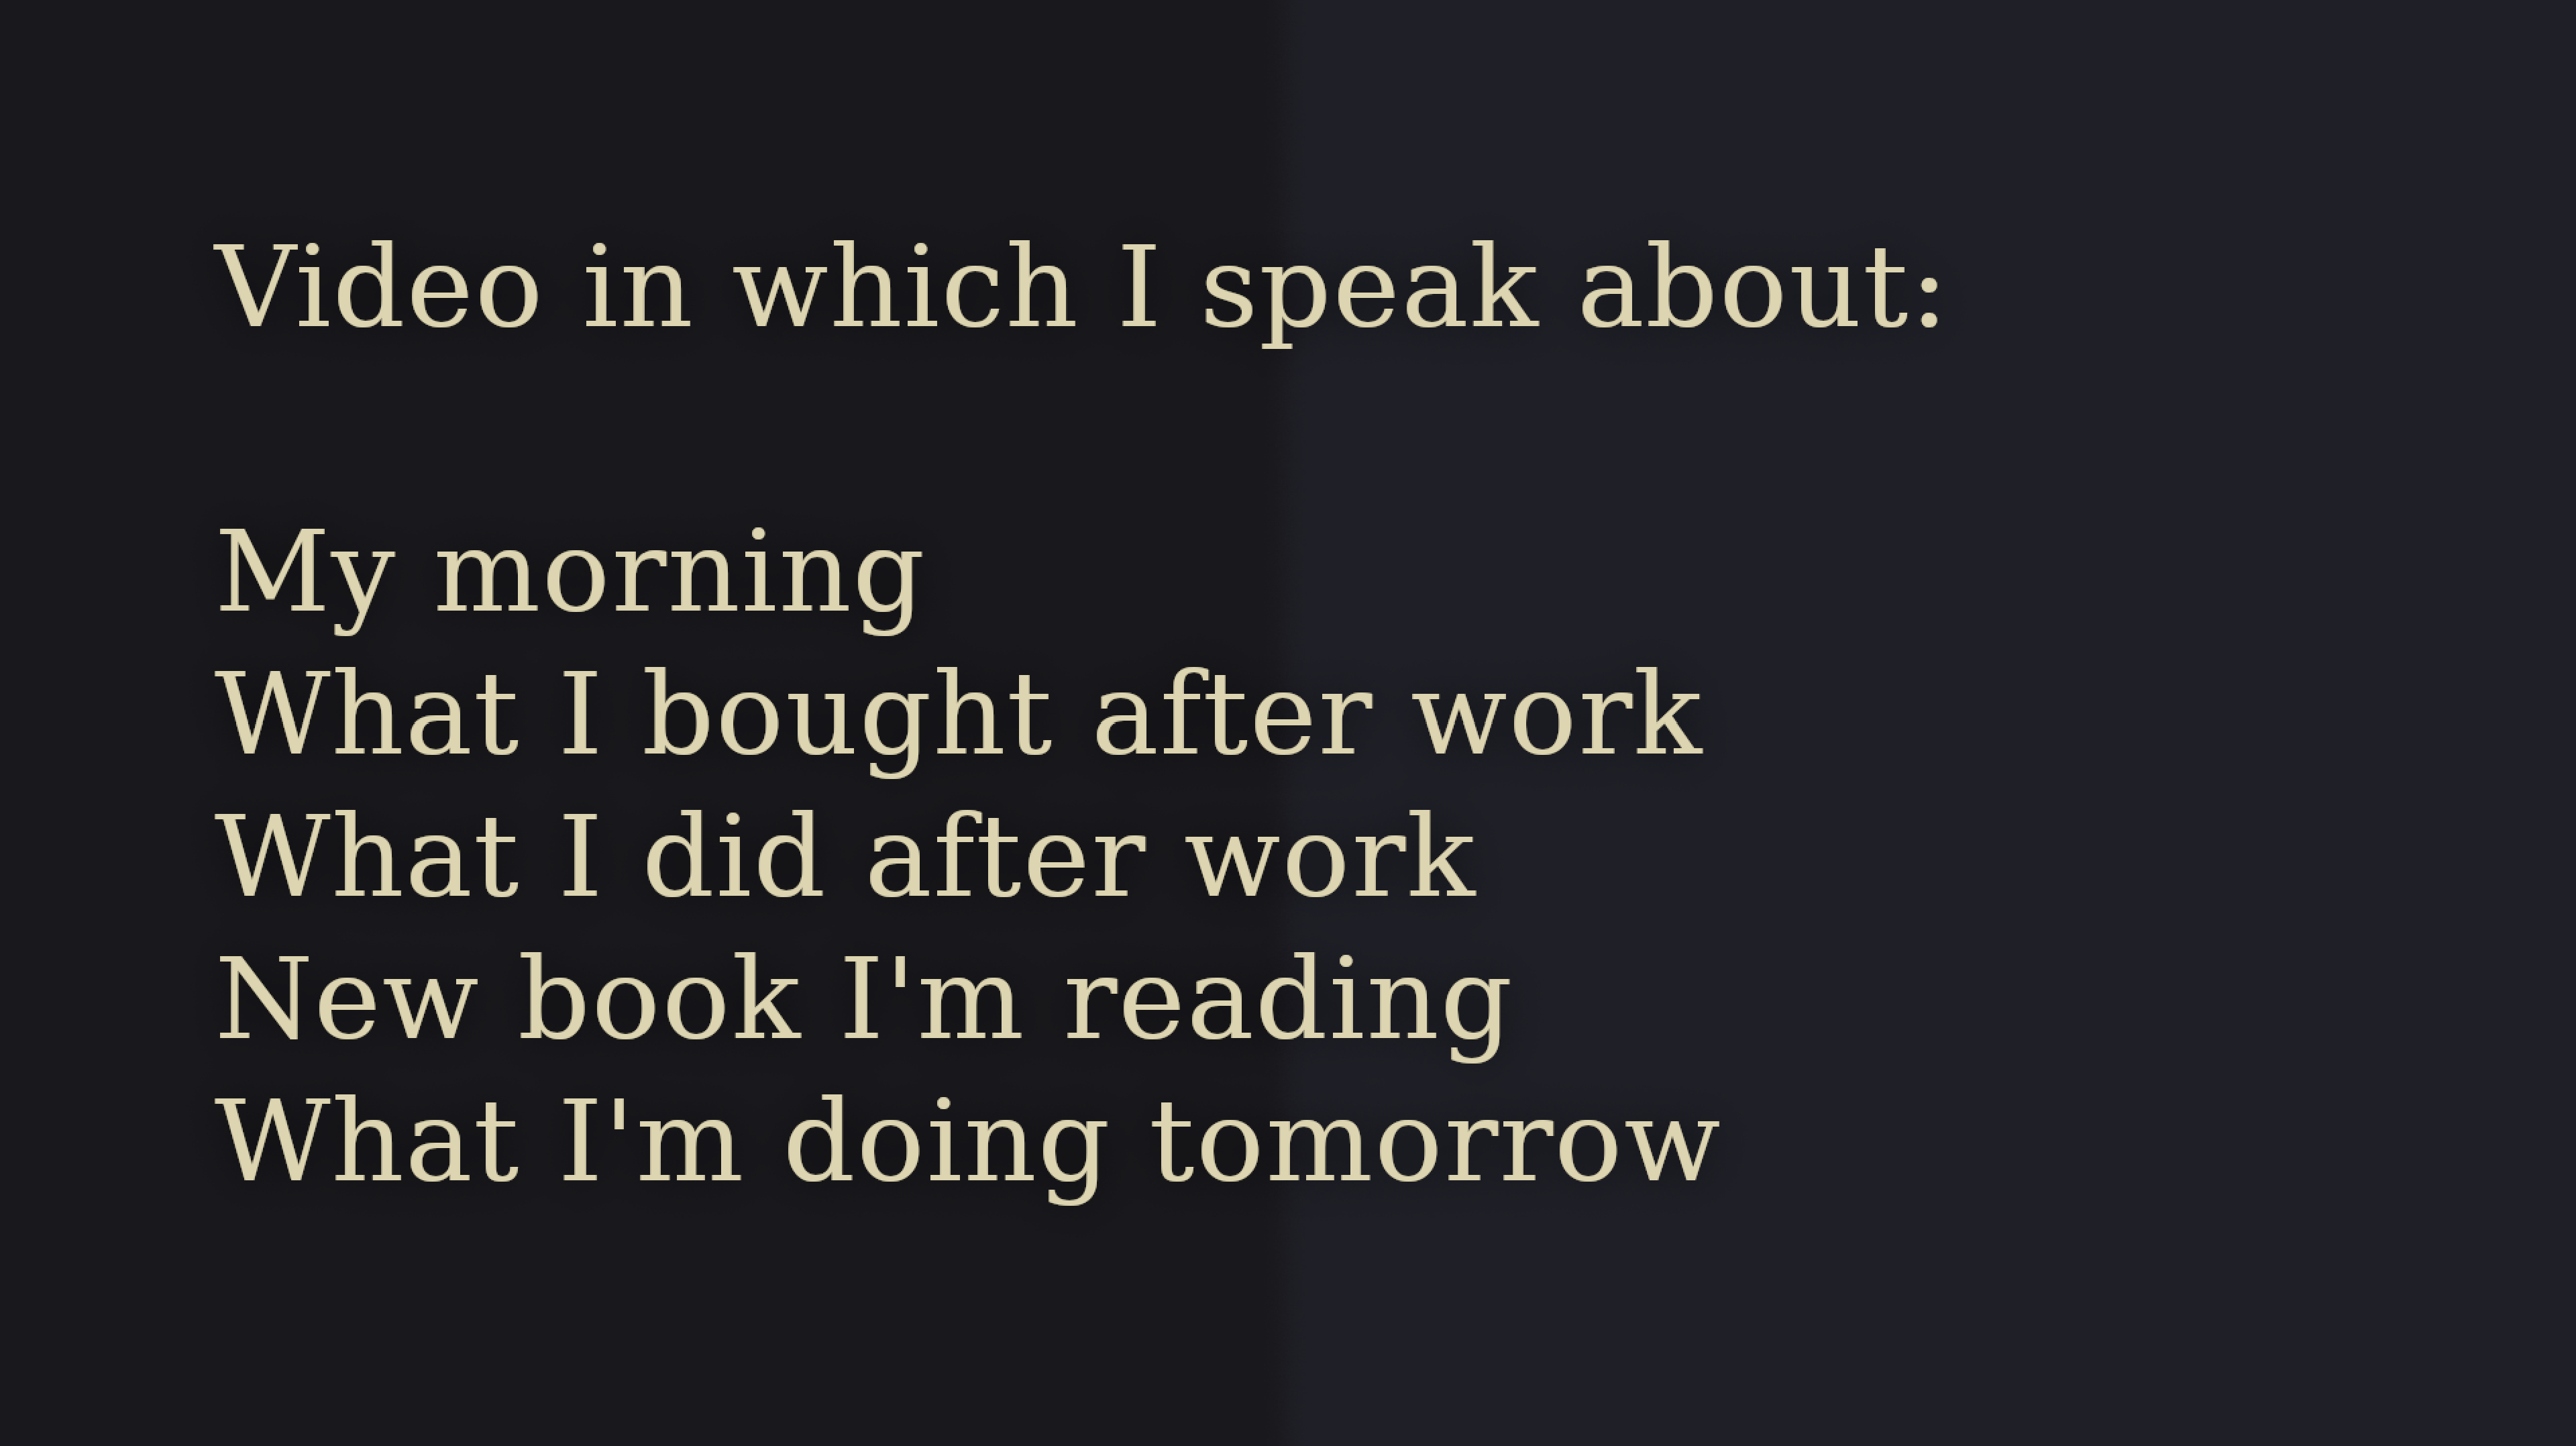 Video in which I speak about:
My morning
What I bought after work
What I did after work
New book I'm reading
What I'm doing tomorrow